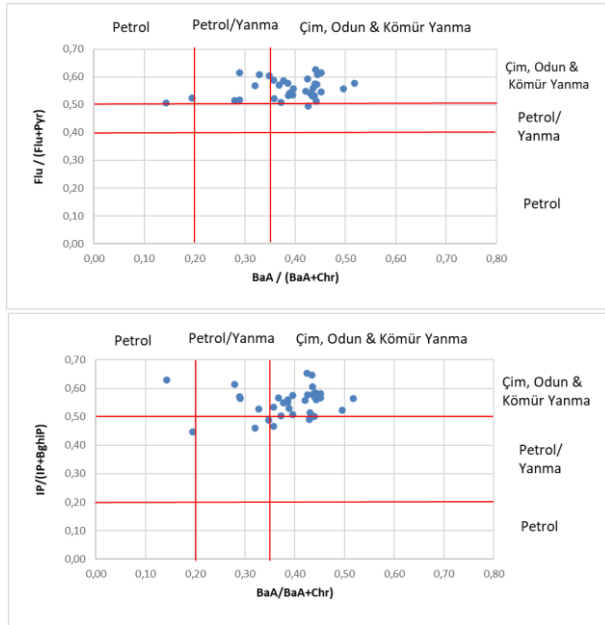 Petrol Petrol/Yanma Çim, Odun & Kömür Yanma
0,70
0,60
0,50
0,40
0,30
0,20
0,10
0,00
Flu / (Flu+Pyr)
0,00 0,10 0,20 0,30 0,40 0,50 0,60 0,70 0,80
BaA / (BaA+Chr)
Çim, Odun &
Kömür Yanma
Petrol/
Yanma
Petrol
Petrol Petrol/Yanma Çim, Odun & Kömür Yanma
0,70
0,60
0,50
0,40
0,30
0,20
0,10
0,00
IP/(IP+BghiP)
0,00 0,10 0,20 0,30 0,40 0,50 0,60 0,70 0,80
BaA/BaA+Chr)
Çim, Odun &
Kömür Yanma
Petrol/
Yanma
Petrol